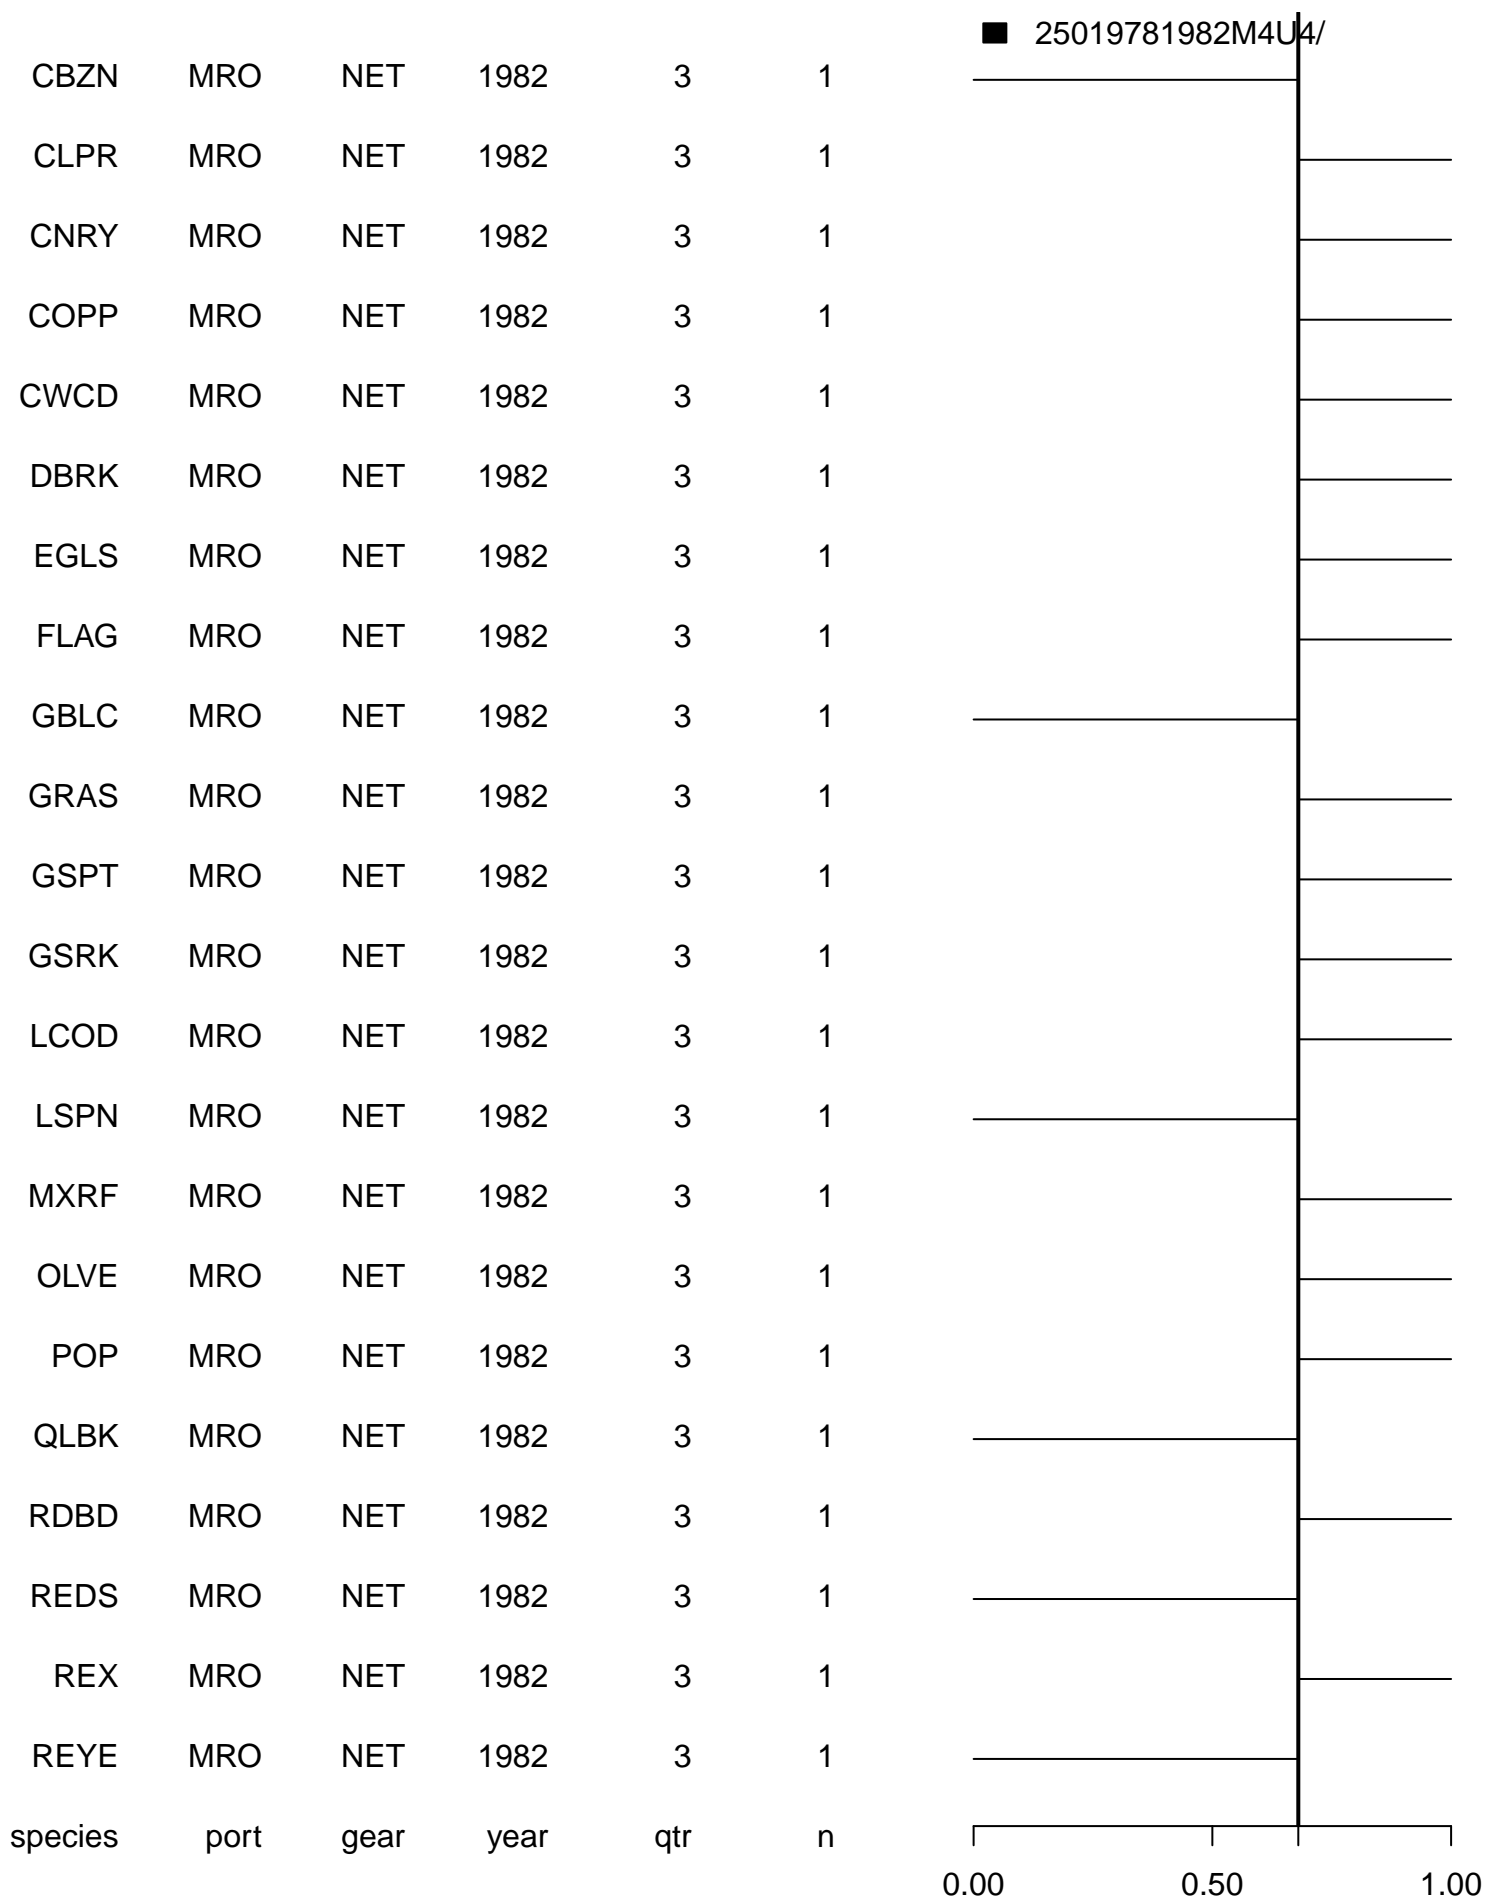 25019781982M4U4/
CBZN MRO NET 1982 3 1
CLPR MRO NET 1982 3 1
CNRY MRO NET 1982 3 1
COPP MRO NET 1982 3 1
CWCD MRO NET 1982 3 1
DBRK MRO NET 1982 3 1
EGLS MRO NET 1982 3 1
FLAG MRO NET 1982 3 1
GBLC MRO NET 1982 3 1
GRAS MRO NET 1982 3 1
GSPT MRO NET 1982 3 1
GSRK MRO NET 1982 3 1
LCOD MRO NET 1982 3 1
LSPN MRO NET 1982 3 1
MXRF MRO NET 1982 3 1
OLVE MRO NET 1982 3 1
POP MRO NET 1982 3 1
QLBK MRO NET 1982 3 1
RDBD MRO NET 1982 3 1
REDS MRO NET 1982 3 1
REX MRO NET 1982 3 1
REYE MRO NET 1982 3 1
species port gear year qtr n
0.00 0.50 1.00